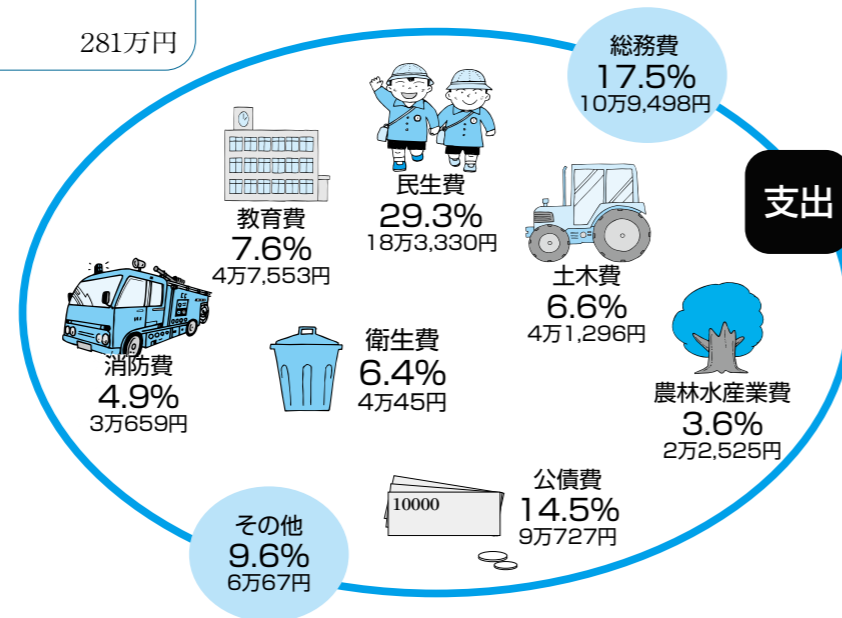 281万円
総務費
17.5%
10万9,498円
支出
民生費
29.3%
18万3,330円
教育費
7.6%
4万7,553円
土木費
6.6%
4万1,296円
消防費
4.9%
3万659円
衛生費
6.4%
4万45円
農林水産業費
3.6%
2万2,525円
公債費
14.5%
9万727円
10000
その他
9.6%
6万67円